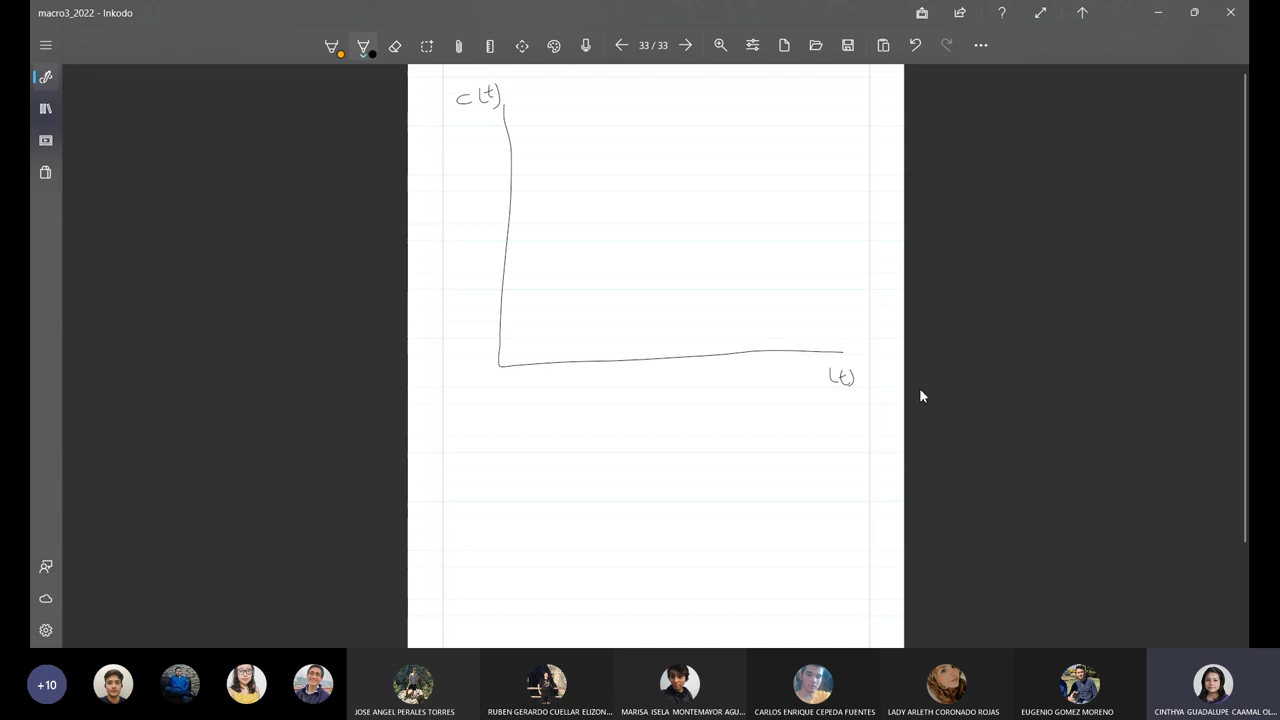 macro3_2022 - Inkodo
33 / 33
c(t)
(t)
+10
JOSE ANGEL PERALES TORRES
RUBEN GERARDO CUELLAR ELIZON...
MARISA ISELA MONTEMAYOR AGU...
CARLOS ENRIQUE CEPEDA FUENTES
LADY ARLETH CORONADO ROJAS
EUGENIO GOMEZ MORENO
CINTHYA GUADALUPE CAAMAL OL...